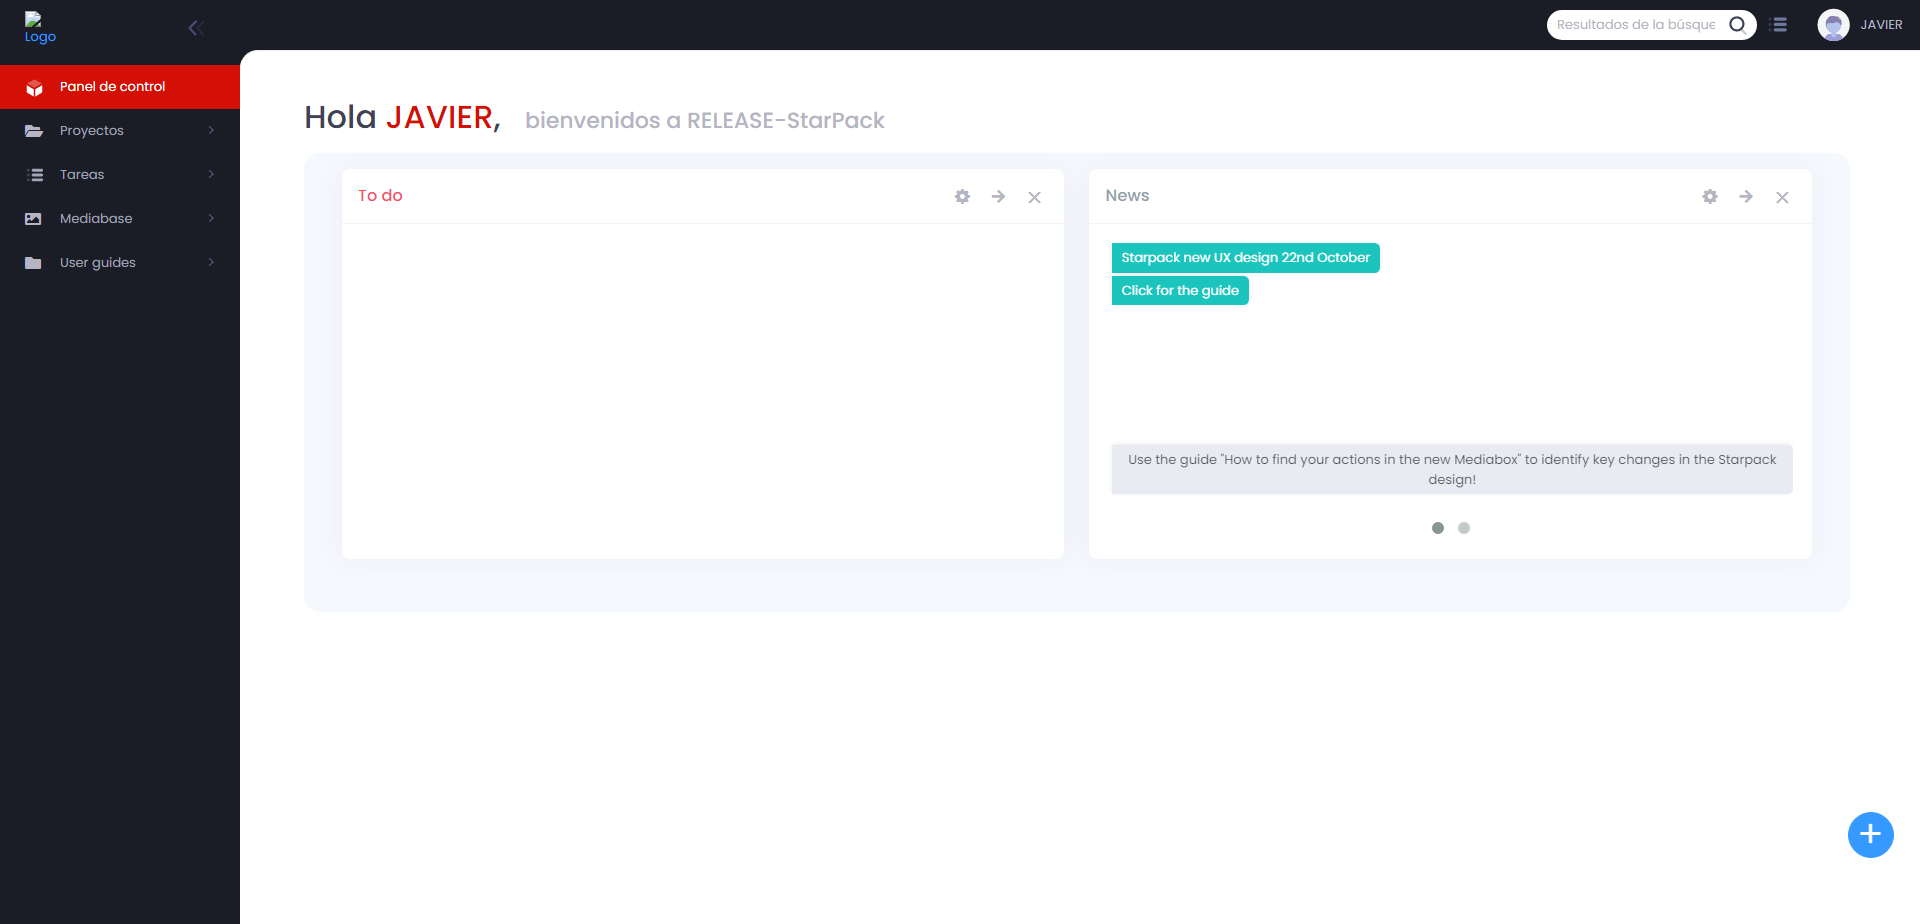 Logo
Resultados de la búsque
JAVIER
Panel de control
Proyectos
Tareas
Mediabase
User guides
Hola JAVIER, bienvenidos a RELEASE-StarPack
To do
News
Starpack new UX design 22nd October
Click for the guide
Use the guide "How to find your actions in the new Mediabox" to identify key changes in the Starpack
design!